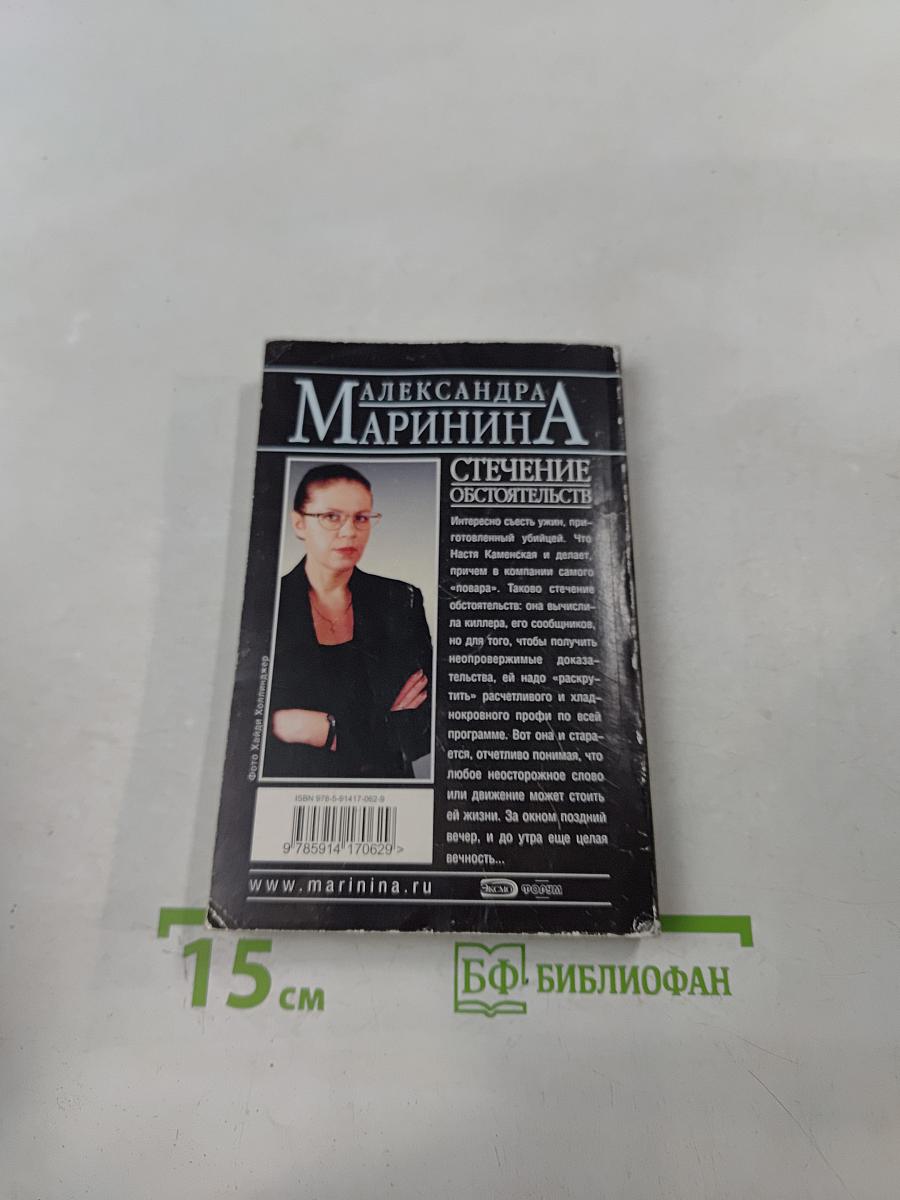 АЛЕКСАНДРА
МАРИНИНА
СТЕЧЕНИЕ
ОБСТОЯТЕЛЬСТВ
Интересно съесть ужин, при-
готовленный убийцей. Что
Настя Каменская и делает,
причем в компании самого
«повара». Таково стечение
обстоятельств: она вычисли-
ла киллера, его сообщников,
но для того, чтобы получить
неопровержимые доказа-
тельства, ей надо «раскру-
тить» расчетливого и хлад-
нокровного профи по всей
программе. Вот она и стара-
ется, отчетливо понимая, что
любое неосторожное слово
или движение может стоить
ей жизни. За окном поздний
вечер, и до утра еще целая
вечность...
Фото Хайди Холлинджер
ISBN 978-5-91417-062-9
9 785914 170629 >
www.marinina.ru
ЭКСМО ФОРУМ
15 см
БФ БИБЛИОФАН